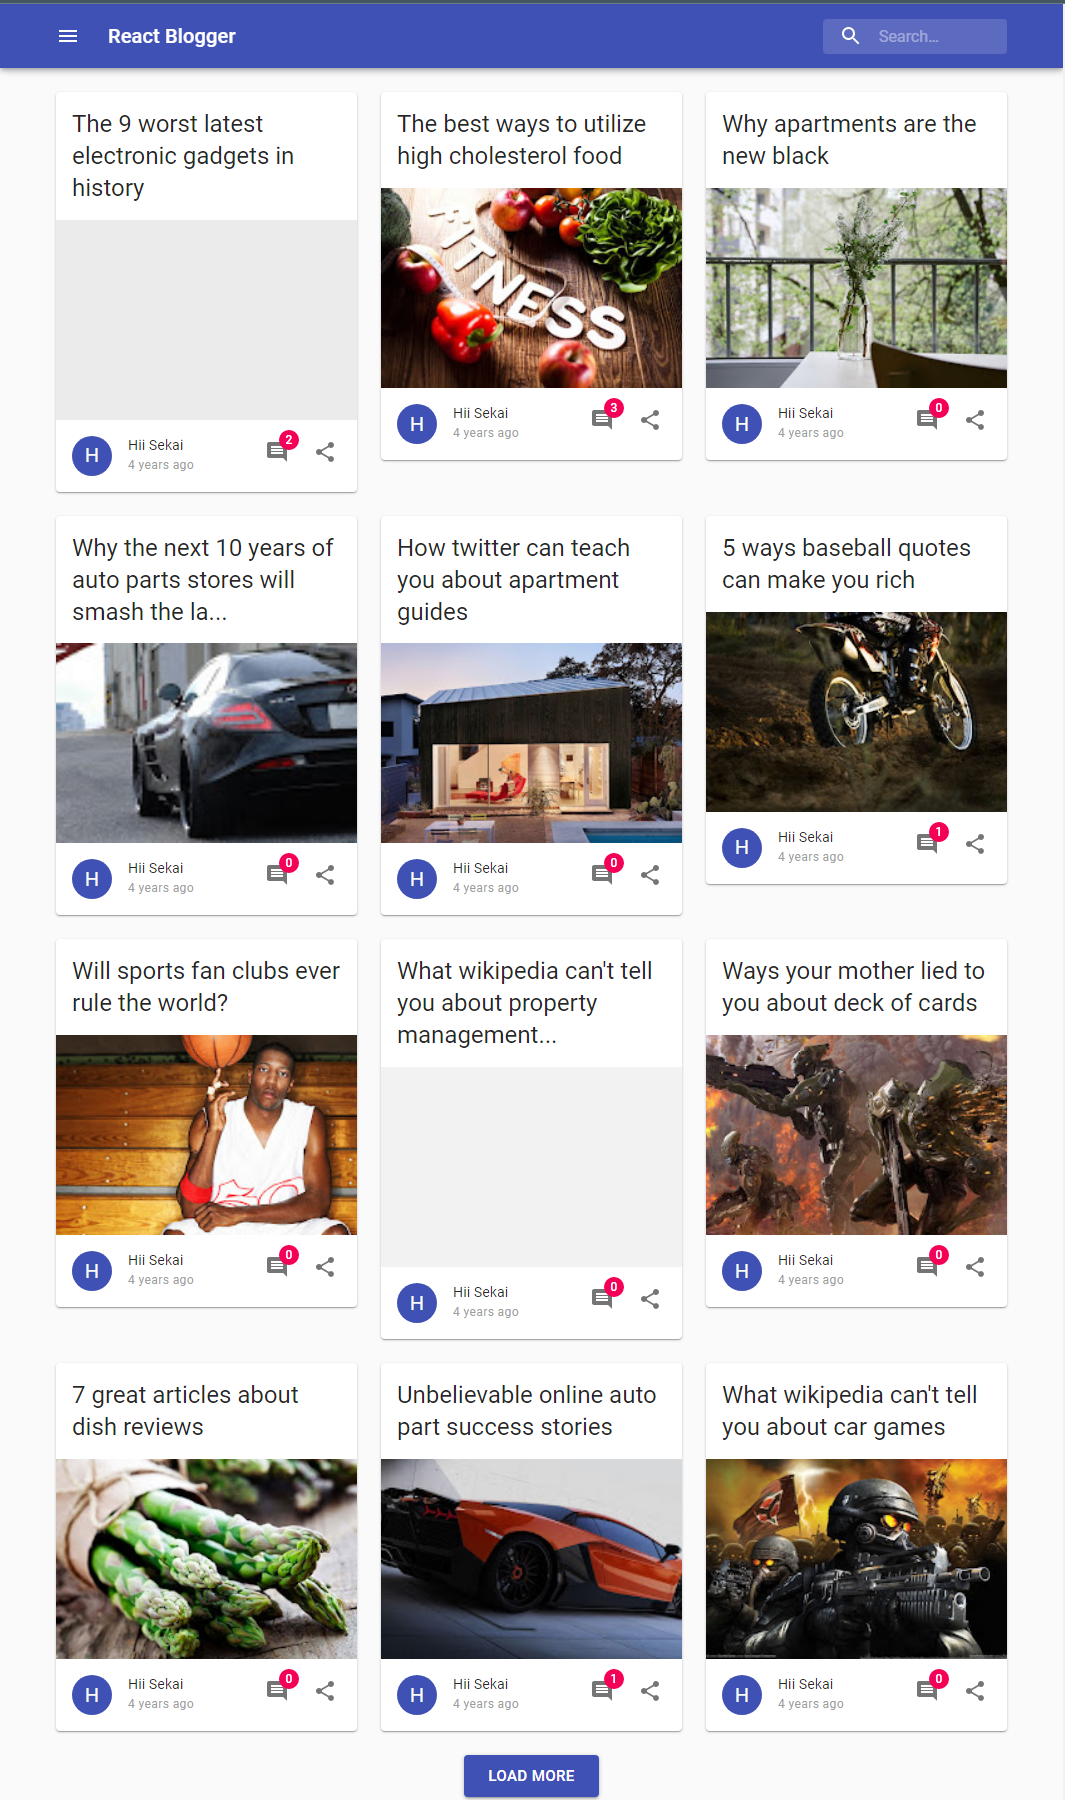 React Blogger
Search...
The 9 worst latest
electronic gadgets in
history
H
Hii Sekai
4 years ago
2
The best ways to utilize
high cholesterol food
FITNESS
H
Hii Sekai
4 years ago
3
Why apartments are the
new black
H
Hii Sekai
4 years ago
0
Why the next 10 years of
auto parts stores will
smash the la...
H
Hii Sekai
4 years ago
0
How twitter can teach
you about apartment
guides
H
Hii Sekai
4 years ago
0
5 ways baseball quotes
can make you rich
H
Hii Sekai
4 years ago
1
Will sports fan clubs ever
rule the world?
H
Hii Sekai
4 years ago
0
What wikipedia can't tell
you about property
management...
H
Hii Sekai
4 years ago
0
Ways your mother lied to
you about deck of cards
H
Hii Sekai
4 years ago
0
7 great articles about
dish reviews
H
Hii Sekai
4 years ago
0
Unbelievable online auto
part success stories
H
Hii Sekai
4 years ago
1
What wikipedia can't tell
you about car games
H
Hii Sekai
4 years ago
0
LOAD MORE